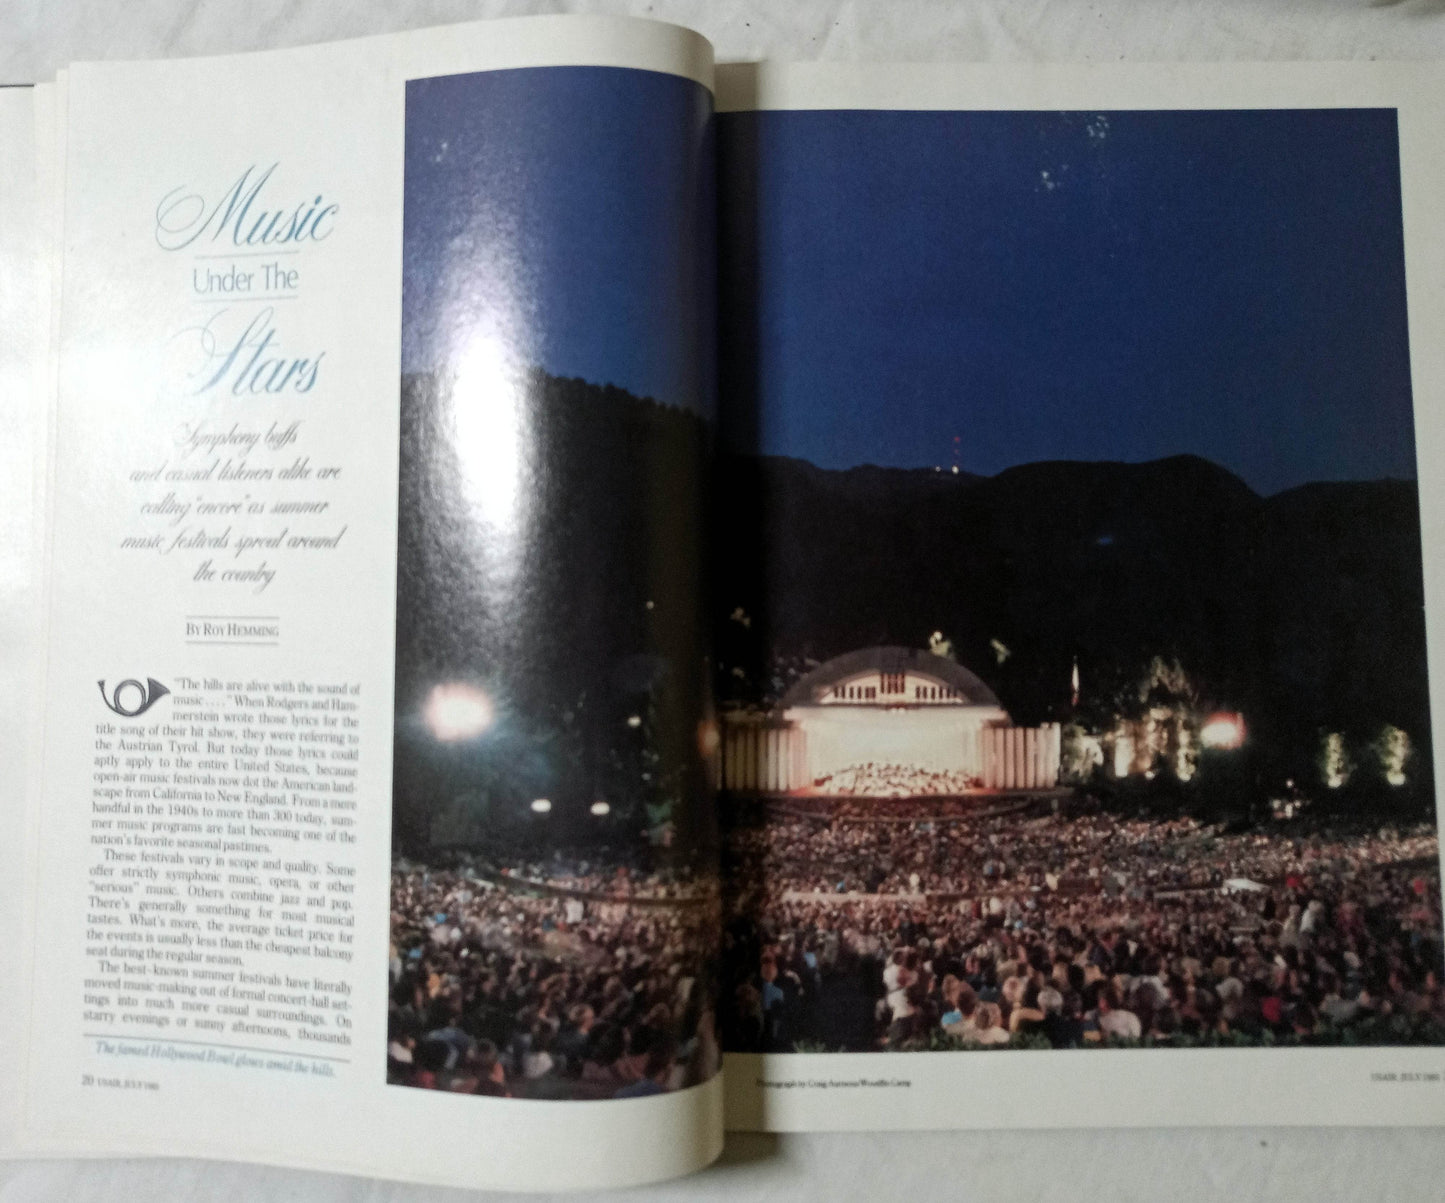 Music
Under The
Stars
Symphony buffs
and casual listeners alike are
calling "encore" as summer
music festivals sprout around
the country
BY ROY HEMMING
"The hills are alive with the sound of
music . . . ." When Rodgers and Ham-
merstein wrote those lyrics for the
title song of their hit show, they were referring to
the Austrian Tyrol. But today those lyrics could
aptly apply to the entire United States, because
open-air music festivals now dot the American land-
scape from California to New England. From a mere
handful in the 1940s to more than 300 today, sum-
mer music programs are fast becoming one of the
nation's favorite seasonal pastimes.
These festivals vary in scope and quality. Some
offer strictly symphonic music, opera, or other
"serious" music. Others combine jazz and pop.
There's generally something for most musical
tastes. What's more, the average ticket price for
the events is usually less than the cheapest balcony
seat during the regular season.
The best-known summer festivals have literally
moved music-making out of formal concert-hall set-
tings into much more casual surroundings. On
starry evenings or sunny afternoons, thousands
The famed Hollywood Bowl glows amid the hills.
20 USAIR, JULY
Photograph by Craig Camp
USAIR, JULY